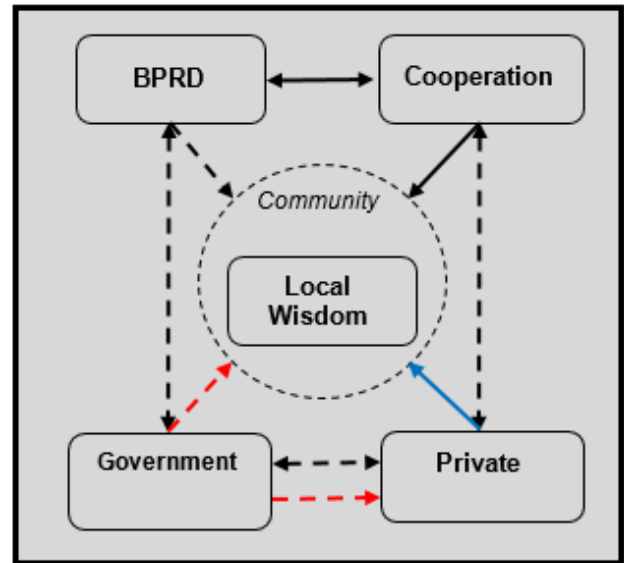 BPRD
Cooperation
Community
Local
Wisdom
Government
Private